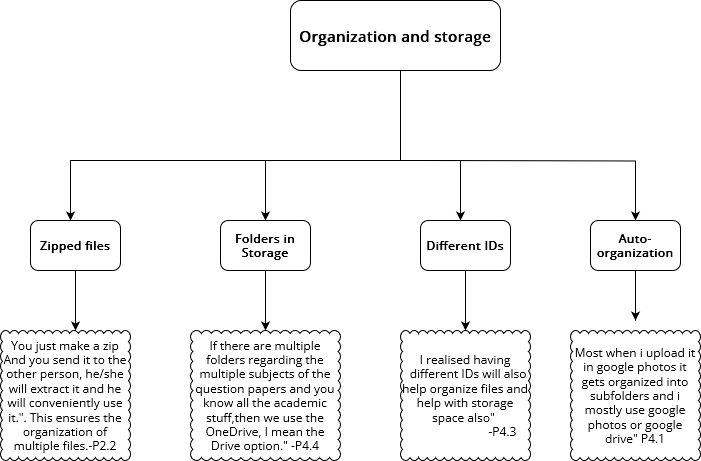 Organization and storage
Zipped files
Folders in
Storage
Different IDs
Auto-
organization
You just make a zip
And you send it to the
other person, he/she
will extract it and he
will conveniently use
it.". This ensures the
organization of
multiple files.-P2.2
If there are multiple
folders regarding the
multiple subjects of the
question papers and you
know all the academic
stuff,then we use the
OneDrive, I mean the
Drive option." -P4.4
I realised having
different IDs will also
help organize files and
help with storage
space also"
-P4.3
Most when i upload it
in google photos it
gets organized into
subfolders and i
mostly use google
photos or google
drive" P4.1